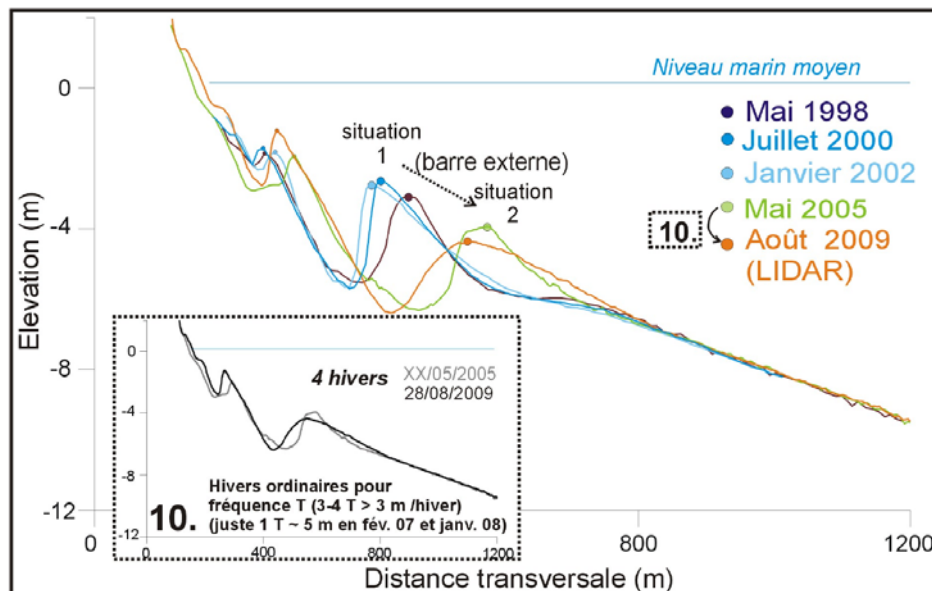 0
-4
-8
-12
Elevation (m)
Niveau marin moyen
situation
1
(barre externe)
situation
2
Mai 1998
Juillet 2000
Janvier 2002
Mai 2005
10.
Août 2009
(LIDAR)
0
-4
-8
-12
4 hivers
XX/05/2005
28/08/2009
10.
Hivers ordinaires pour
fréquence T (3-4 T > 3 m /hiver)
(juste 1 T ~ 5 m en fév. 07 et janv. 08)
0
400
800
1200
0
800
1200
Distance transversale (m)